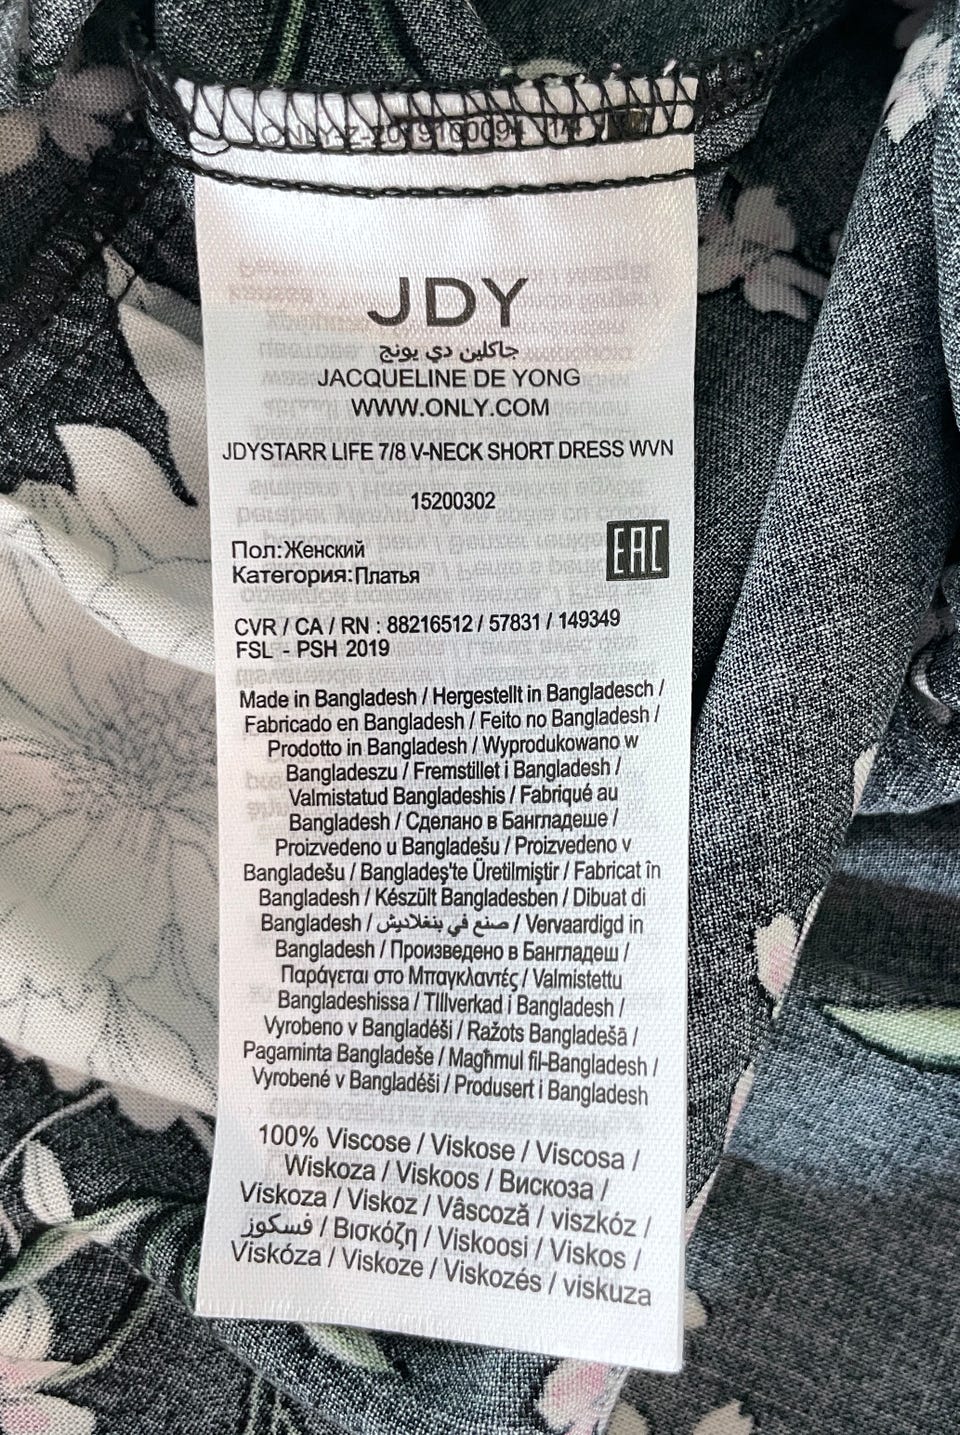 JDY
جاكلين دي يونج
JACQUELINE DE YONG
WWW.ONLY.COM
JDYSTARR LIFE 7/8 V-NECK SHORT DRESS WVN
15200302
EAC
Пол:Женский
Категория:Платья
CVR / CA / RN : 88216512 / 57831 / 149349
FSL - PSH 2019
Made in Bangladesh / Hergestellt in Bangladesch /
Fabricado en Bangladesh / Feito no Bangladesh /
Prodotto in Bangladesh / Wyprodukowano w
Bangladeszu / Fremstillet i Bangladesh /
Valmistatud Bangladeshis / Fabriqué au
Bangladesh / Сделано в Бангладеше /
Proizvedeno u Bangladešu / Proizvedeno v
Bangladešu / Bangladeş'te Üretilmiştir / Fabricat în
Bangladesh / Készült Bangladesben / Dibuat di
Bangladesh / صنع في بنغلاديش / Vervaardigd in
Bangladesh / Произведено в Бангладеш /
Παράγεται στο Μπαγκλαντές / Valmistettu
Bangladeshissa / Tillverkad i Bangladesh /
Vyrobeno v Bangladéši / Ražots Bangladešā /
Pagaminta Bangladeše / Magħmul fil-Bangladesh /
Vyrobené v Bangladéši / Produsert i Bangladesh
100% Viscose / Viskose / Viscosa /
Wiskoza / Viskoos / Вискоза /
Viskoza / Viskoz / Vâscoză / viszkóz /
فسكوز / Βισκόζη / Viskoosi / Viskos /
Viskóza / Viskoze / Viskozés / viskuza